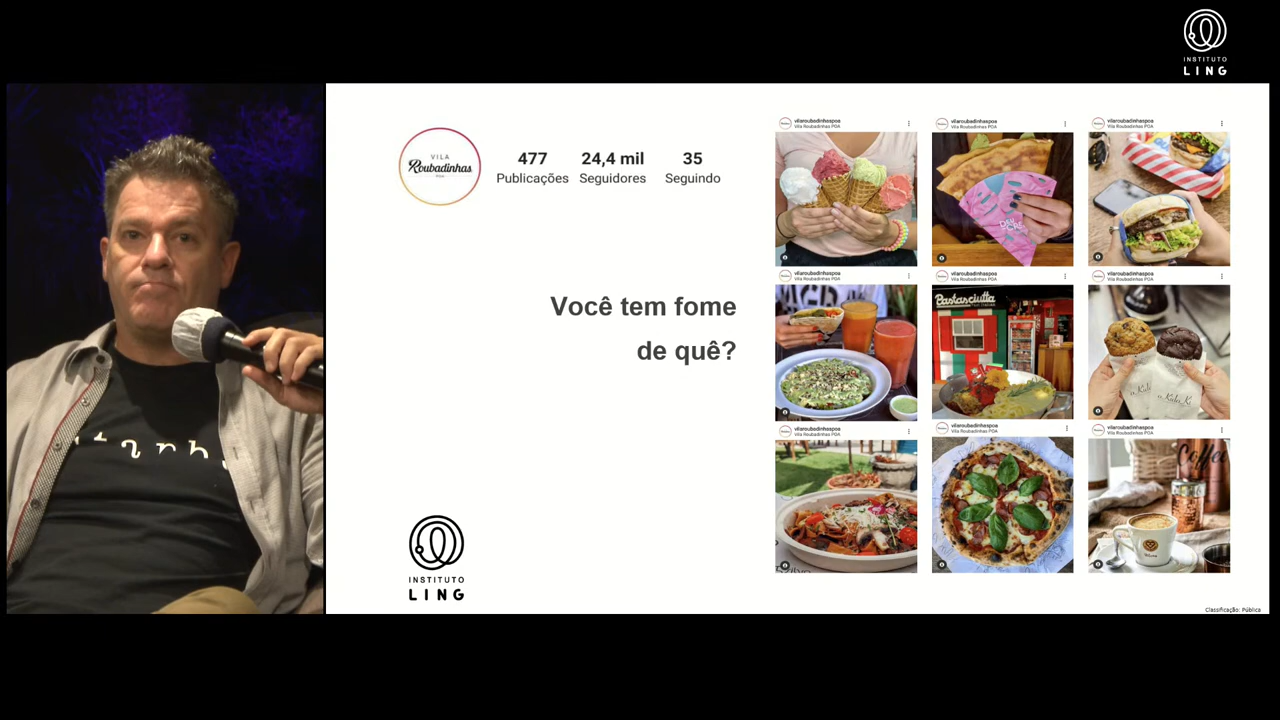 INSTITUTO
LING
VILA
Roubadinhas
POA
477
Publicações
24,4 mil
Seguidores
35
Seguindo
Você tem fome
de quê?
INSTITUTO
LING
vilaroubadinhaspoa
Vila Roubadinhas POA
vilaroubadinhaspoa
Vila Roubadinhas POA
vilaroubadinhaspoa
Vila Roubadinhas POA
vilaroubadinhaspoa
Vila Roubadinhas POA
vilaroubadinhaspoa
Vila Roubadinhas POA
Pastasciutta
vilaroubadinhaspoa
Vila Roubadinhas POA
vilaroubadinhaspoa
Vila Roubadinhas POA
vilaroubadinhaspoa
Vila Roubadinhas POA
vilaroubadinhaspoa
Vila Roubadinhas POA
Coffee
Classificação: Pública